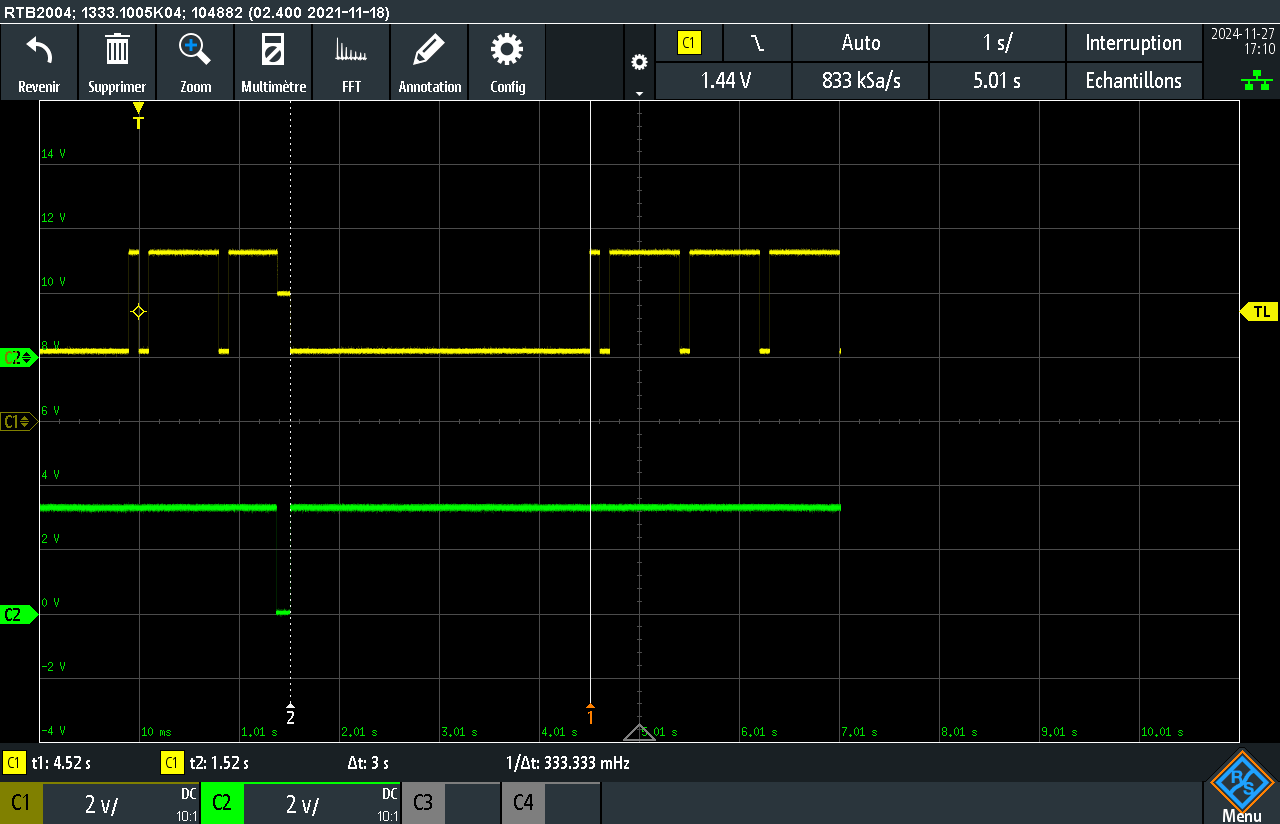 RTB2004; 1333.1005K04; 104882 (02.400 2021-11-18)
Revenir Supprimer Zoom Multimètre FFT Annotation Config
C1 Auto 1 s/ Interruption
1.44 V 833 kSa/s 5.01 s Echantillons
2024-11-27
17:10
T
14 V
12 V
10 V
TL
8 V
C2
6 V
C1
4 V
2 V
0 V
C2
-2 V
2 1
-4 V 10 ms 1,01 s 2,01 s 3,01 s 4,01 s 5,01 s 6,01 s 7,01 s 8,01 s 9,01 s 10,01 s
C1 t1: 4.52 s C1 t2: 1.52 s Δt: 3 s 1/Δt: 333.333 mHz
C1 2 V/ DC 10:1 C2 2 V/ DC 10:1 C3 C4
R S
Menu